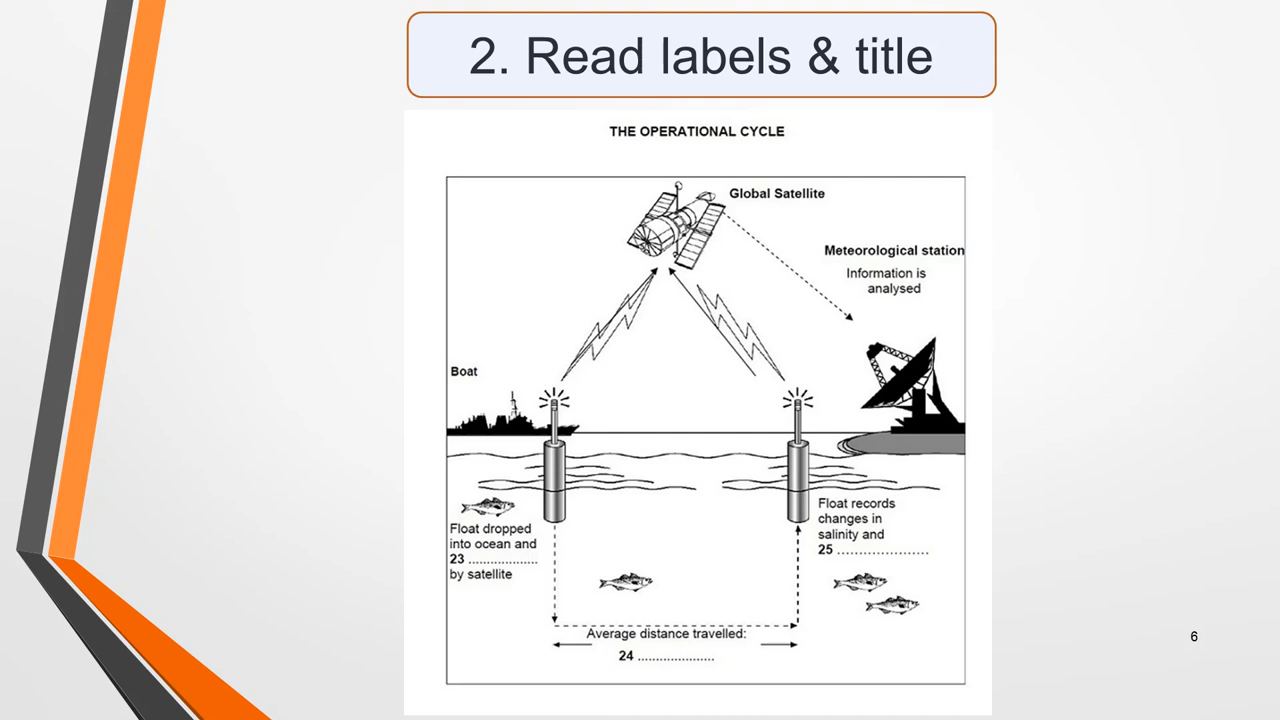 2. Read labels & title
THE OPERATIONAL CYCLE
Global Satellite
Meteorological station
Information is
analysed
Boat
Float dropped
into ocean and
23 ...................
by satellite
Float records
changes in
salinity and
25 ......................
Average distance travelled:
24 .....................
6